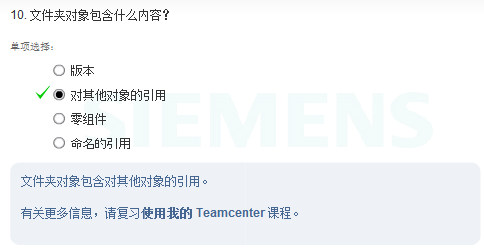 10. 文件夹对象包含什么内容？
单项选择：
版本
对其他对象的引用
零组件
命名的引用
SIEMENS
文件夹对象包含对其他对象的引用。
有关更多信息，请复习使用我的 Teamcenter 课程。